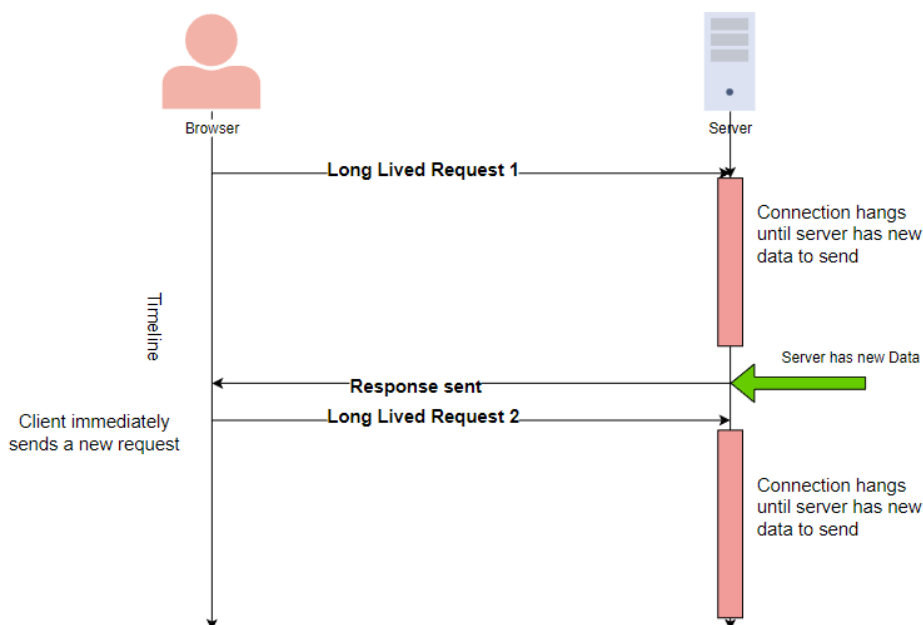 Browser
Server
Long Lived Request 1
Connection hangs
until server has new
data to send
Timeline
Server has new Data
Response sent
Client immediately
sends a new request
Long Lived Request 2
Connection hangs
until server has new
data to send